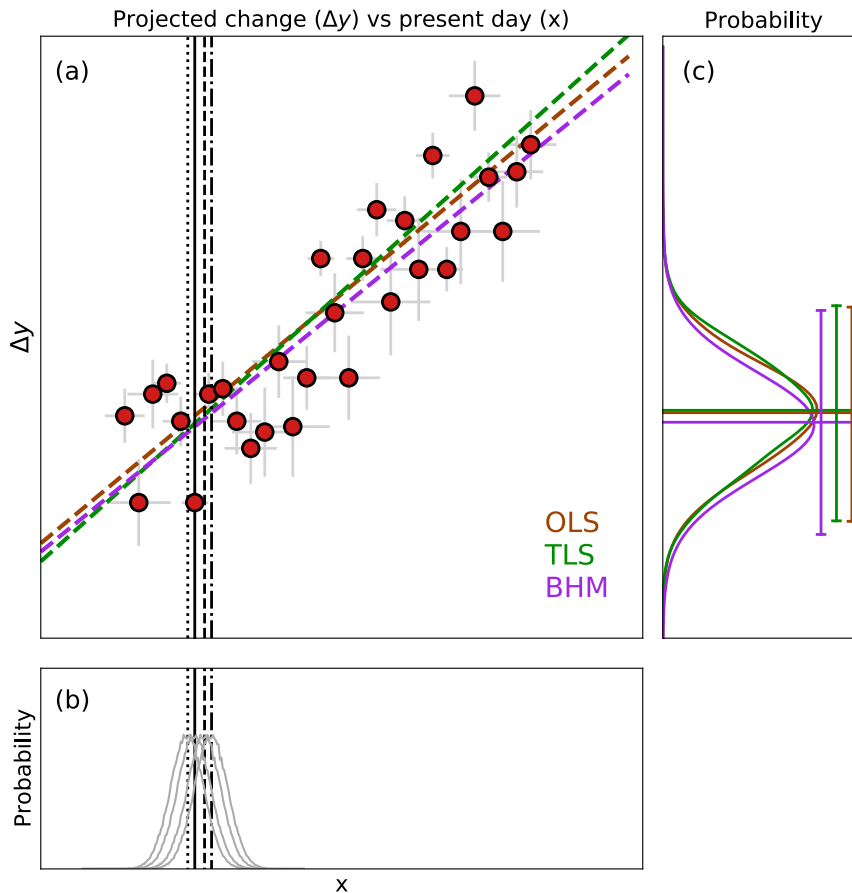 Projected change (Δy) vs present day (x)
Probability
(a)
(c)
Δy
OLS
TLS
BHM
(b)
Probability
x